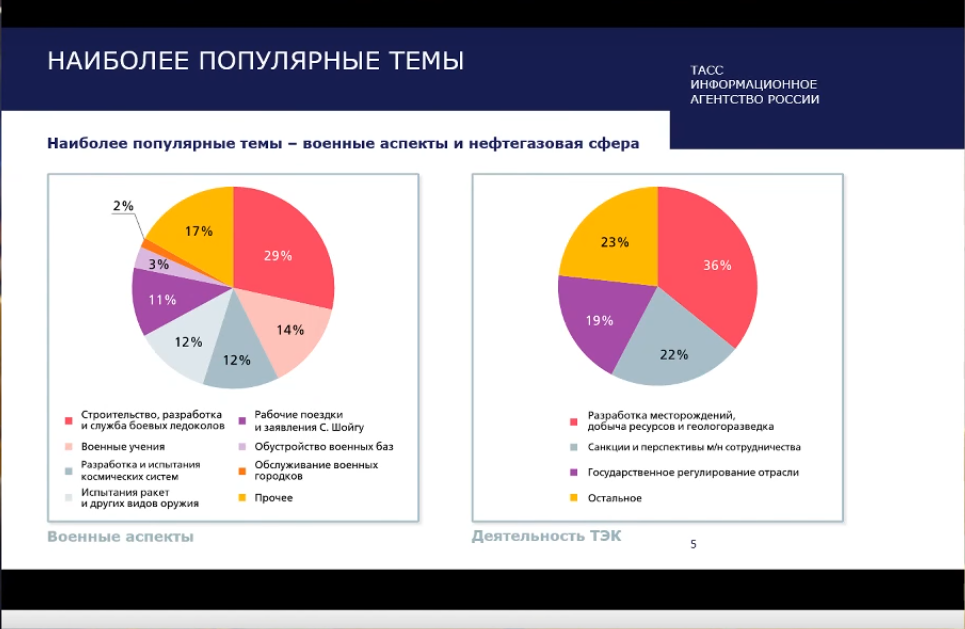 НАИБОЛЕЕ ПОПУЛЯРНЫЕ ТЕМЫ
ТАСС
ИНФОРМАЦИОННОЕ
АГЕНТСТВО РОССИИ
Наиболее популярные темы – военные аспекты и нефтегазовая сфера
2%
17%
29%
3%
11%
14%
12%
12%
Строительство, разработка
и служба боевых ледоколов
Военные учения
Разработка и испытания
космических систем
Испытания ракет
и других видов оружия
Рабочие поездки
и заявления С. Шойгу
Обустройство военных баз
Обслуживание военных
городков
Прочее
Военные аспекты
23%
36%
19%
22%
Разработка месторождений,
добыча ресурсов и геологоразведка
Санкции и перспективы м/н сотрудничества
Государственное регулирование отрасли
Остальное
Деятельность ТЭК
5